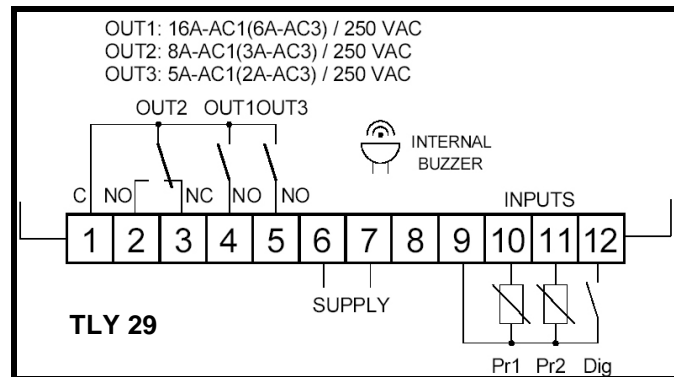 OUT1: 16A-AC1(6A-AC3) / 250 VAC
OUT2: 8A-AC1(3A-AC3) / 250 VAC
OUT3: 5A-AC1(2A-AC3) / 250 VAC
OUT2 OUT1OUT3
INTERNAL
BUZZER
C NO NC NO NO INPUTS
1 2 3 4 5 6 7 8 9 10 11 12
SUPPLY
TLY 29
Pr1 Pr2 Dig